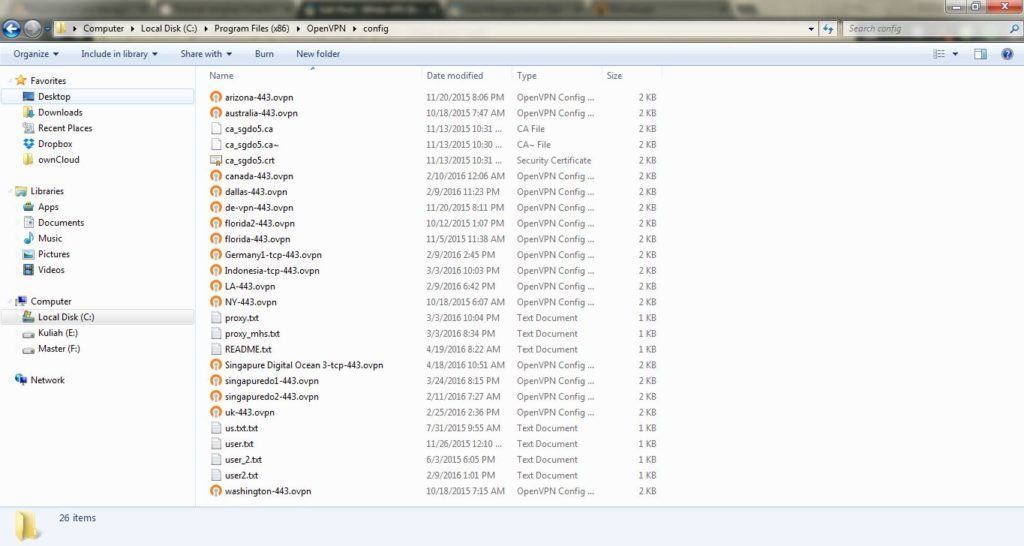 Computer Local Disk (C:) Program Files (x86) OpenVPN config Search config
Organize Include in library Share with Burn New folder
Favorites
Desktop
Downloads
Recent Places
Dropbox
ownCloud
Libraries
Apps
Documents
Music
Pictures
Videos
Computer
Local Disk (C:)
Kuliah (E:)
Master (F:)
Network
Name Date modified Type Size
arizona-443.ovpn 11/20/2015 8:06 PM OpenVPN Config ... 2 KB
australia-443.ovpn 10/18/2015 7:47 AM OpenVPN Config ... 2 KB
ca_sgdo5.ca 11/13/2015 10:31 ... CA File 2 KB
ca_sgdo5.ca~ 11/13/2015 10:30 ... CA~ File 2 KB
ca_sgdo5.crt 11/13/2015 10:31 ... Security Certificate 2 KB
canada-443.ovpn 2/10/2016 12:06 AM OpenVPN Config ... 2 KB
dallas-443.ovpn 2/9/2016 11:23 PM OpenVPN Config ... 2 KB
de-vpn-443.ovpn 11/20/2015 8:11 PM OpenVPN Config ... 2 KB
florida2-443.ovpn 10/12/2015 1:07 PM OpenVPN Config ... 2 KB
florida-443.ovpn 11/5/2015 11:38 AM OpenVPN Config ... 2 KB
Germany1-tcp-443.ovpn 2/9/2016 2:45 PM OpenVPN Config ... 2 KB
Indonesia-tcp-443.ovpn 3/3/2016 10:03 PM OpenVPN Config ... 2 KB
LA-443.ovpn 2/9/2016 6:42 PM OpenVPN Config ... 2 KB
NY-443.ovpn 10/18/2015 6:07 AM OpenVPN Config ... 2 KB
proxy.txt 3/3/2016 10:04 PM Text Document 1 KB
proxy_mhs.txt 3/3/2016 8:34 PM Text Document 1 KB
README.txt 4/19/2016 8:22 AM Text Document 1 KB
Singapure Digital Ocean 3-tcp-443.ovpn 4/18/2016 10:51 AM OpenVPN Config ... 2 KB
singapuredo1-443.ovpn 3/24/2016 8:15 PM OpenVPN Config ... 2 KB
singapuredo2-443.ovpn 2/11/2016 7:27 AM OpenVPN Config ... 2 KB
uk-443.ovpn 2/25/2016 2:36 PM OpenVPN Config ... 2 KB
us.txt.txt 7/31/2015 9:55 AM Text Document 1 KB
user.txt 11/26/2015 12:10 ... Text Document 1 KB
user_2.txt 6/3/2015 6:05 PM Text Document 1 KB
user2.txt 2/9/2016 1:01 PM Text Document 1 KB
washington-443.ovpn 10/18/2015 7:15 AM OpenVPN Config ... 2 KB
26 items